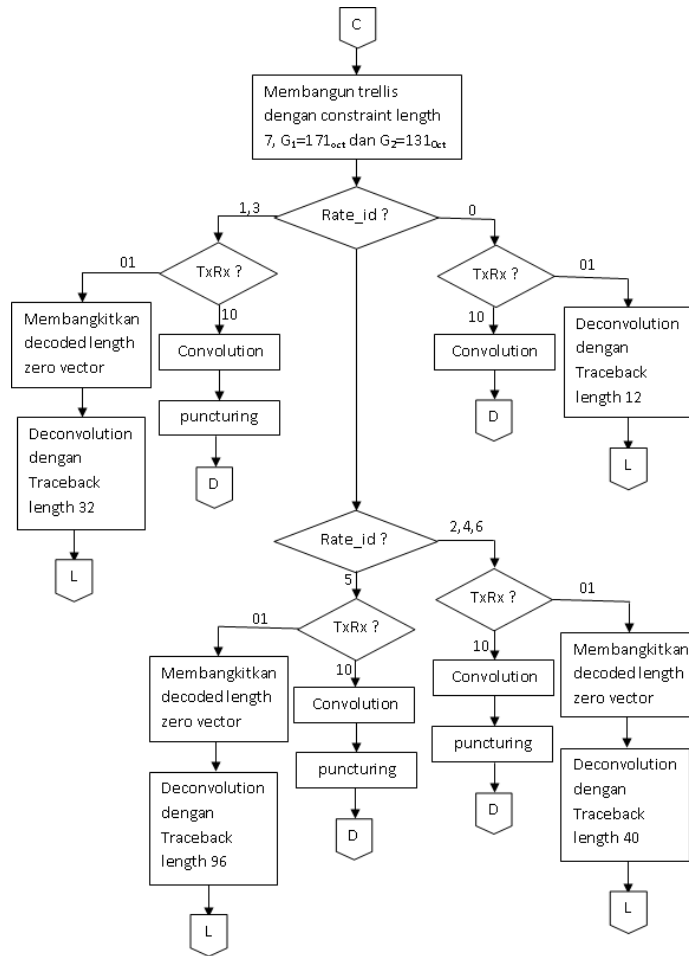 C
Membangun trellis
dengan constraint length
7, G₁=171ₒcₜ dan G₂=131₀cₜ
Rate_id ?
1,3
0
TxRx ?
01
10
Membangkitkan
decoded length
zero vector
Deconvolution
dengan
Traceback
length 32
L
Convolution
puncturing
D
TxRx ?
01
10
Convolution
D
Deconvolution
dengan
Traceback
length 12
L
Rate_id ?
2,4,6
5
TxRx ?
01
10
Membangkitkan
decoded length
zero vector
Deconvolution
dengan
Traceback
length 96
L
Convolution
puncturing
D
TxRx ?
01
10
Convolution
puncturing
D
Membangkitkan
decoded length
zero vector
Deconvolution
dengan
Traceback
length 40
L